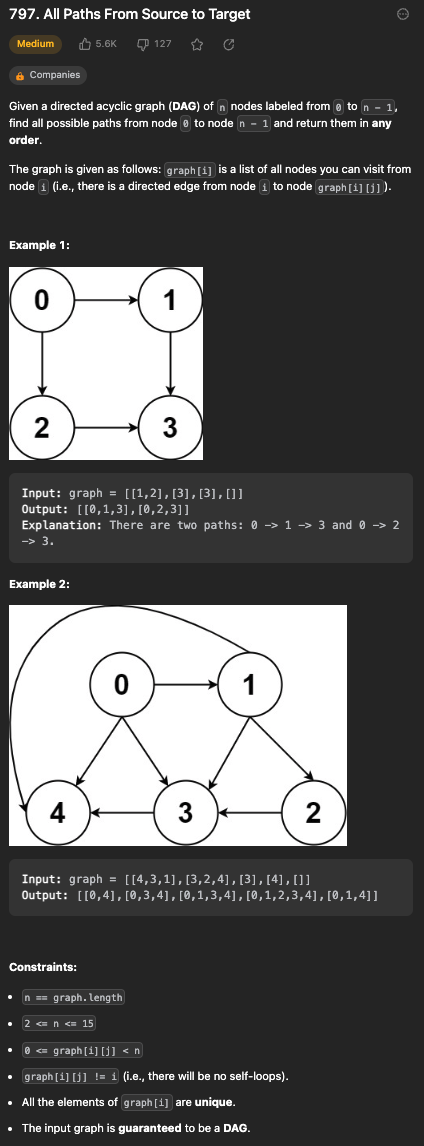 797. All Paths From Source to Target
Medium 5.6K 127
Companies
Given a directed acyclic graph (DAG) of n nodes labeled from 0 to n - 1,
find all possible paths from node 0 to node n - 1 and return them in any
order.
The graph is given as follows: graph[i] is a list of all nodes you can visit from
node i (i.e., there is a directed edge from node i to node graph[i][j]).
Example 1:
0 1
2 3
Input: graph = [[1,2],[3],[3],[]]
Output: [[0,1,3],[0,2,3]]
Explanation: There are two paths: 0 -> 1 -> 3 and 0 -> 2
-> 3.
Example 2:
0 1
4 3 2
Input: graph = [[4,3,1],[3,2,4],[3],[4],[]]
Output: [[0,4],[0,3,4],[0,1,3,4],[0,1,2,3,4],[0,1,4]]
Constraints:
• n == graph.length
• 2 <= n <= 15
• 0 <= graph[i][j] < n
• graph[i][j] != i (i.e., there will be no self-loops).
• All the elements of graph[i] are unique.
• The input graph is guaranteed to be a DAG.